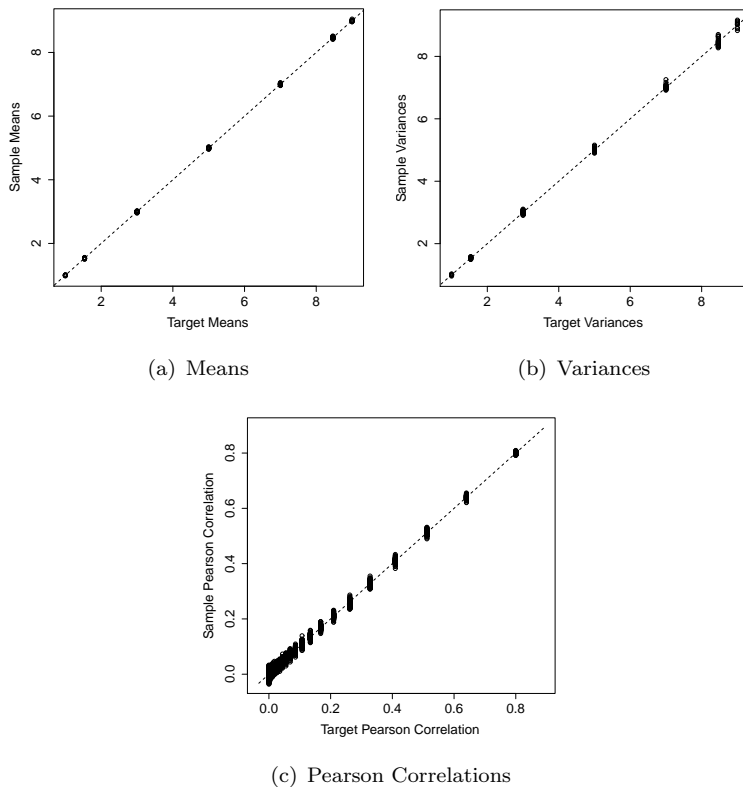 8
6
4
2
Sample Means
2 4 6 8
Target Means
(a) Means
8
6
4
2
Sample Variances
2 4 6 8
Target Variances
(b) Variances
0.8
0.6
0.4
0.2
0.0
Sample Pearson Correlation
0.0 0.2 0.4 0.6 0.8
Target Pearson Correlation
(c) Pearson Correlations